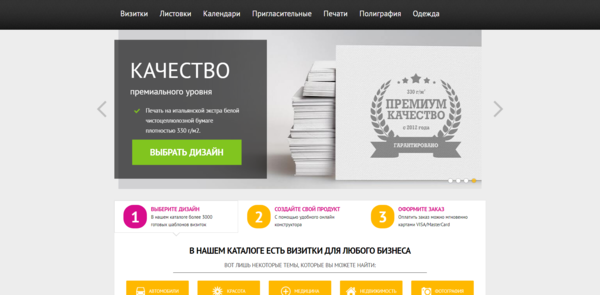 Визитки Листовки Календари Пригласительные Печати Полиграфия Одежда
КАЧЕСТВО
премиального уровня
Печать на итальянской экстра белой
чистоцеллюлозной бумаге
плотностью 330 г/м2.
ВЫБРАТЬ ДИЗАЙН
330 г/м²
ПРЕМИУМ
КАЧЕСТВО
с 2012 года
ГАРАНТИРОВАНО
1 ВЫБЕРИТЕ ДИЗАЙН
В нашем каталоге более 3000
готовых шаблонов визиток
2 СОЗДАЙТЕ СВОЙ ПРОДУКТ
С помощью удобного онлайн
конструктора
3 ОФОРМИТЕ ЗАКАЗ
Оплатить заказ можно мгновенно
картами VISA/MasterCard
В НАШЕМ КАТАЛОГЕ ЕСТЬ ВИЗИТКИ ДЛЯ ЛЮБОГО БИЗНЕСА
ВОТ ЛИШЬ НЕКОТОРЫЕ ТЕМЫ, КОТОРЫЕ ВЫ МОЖЕТЕ НАЙТИ:
АВТОМОБИЛИ КРАСОТА МЕДИЦИНА НЕДВИЖИМОСТЬ ФОТОГРАФИЯ